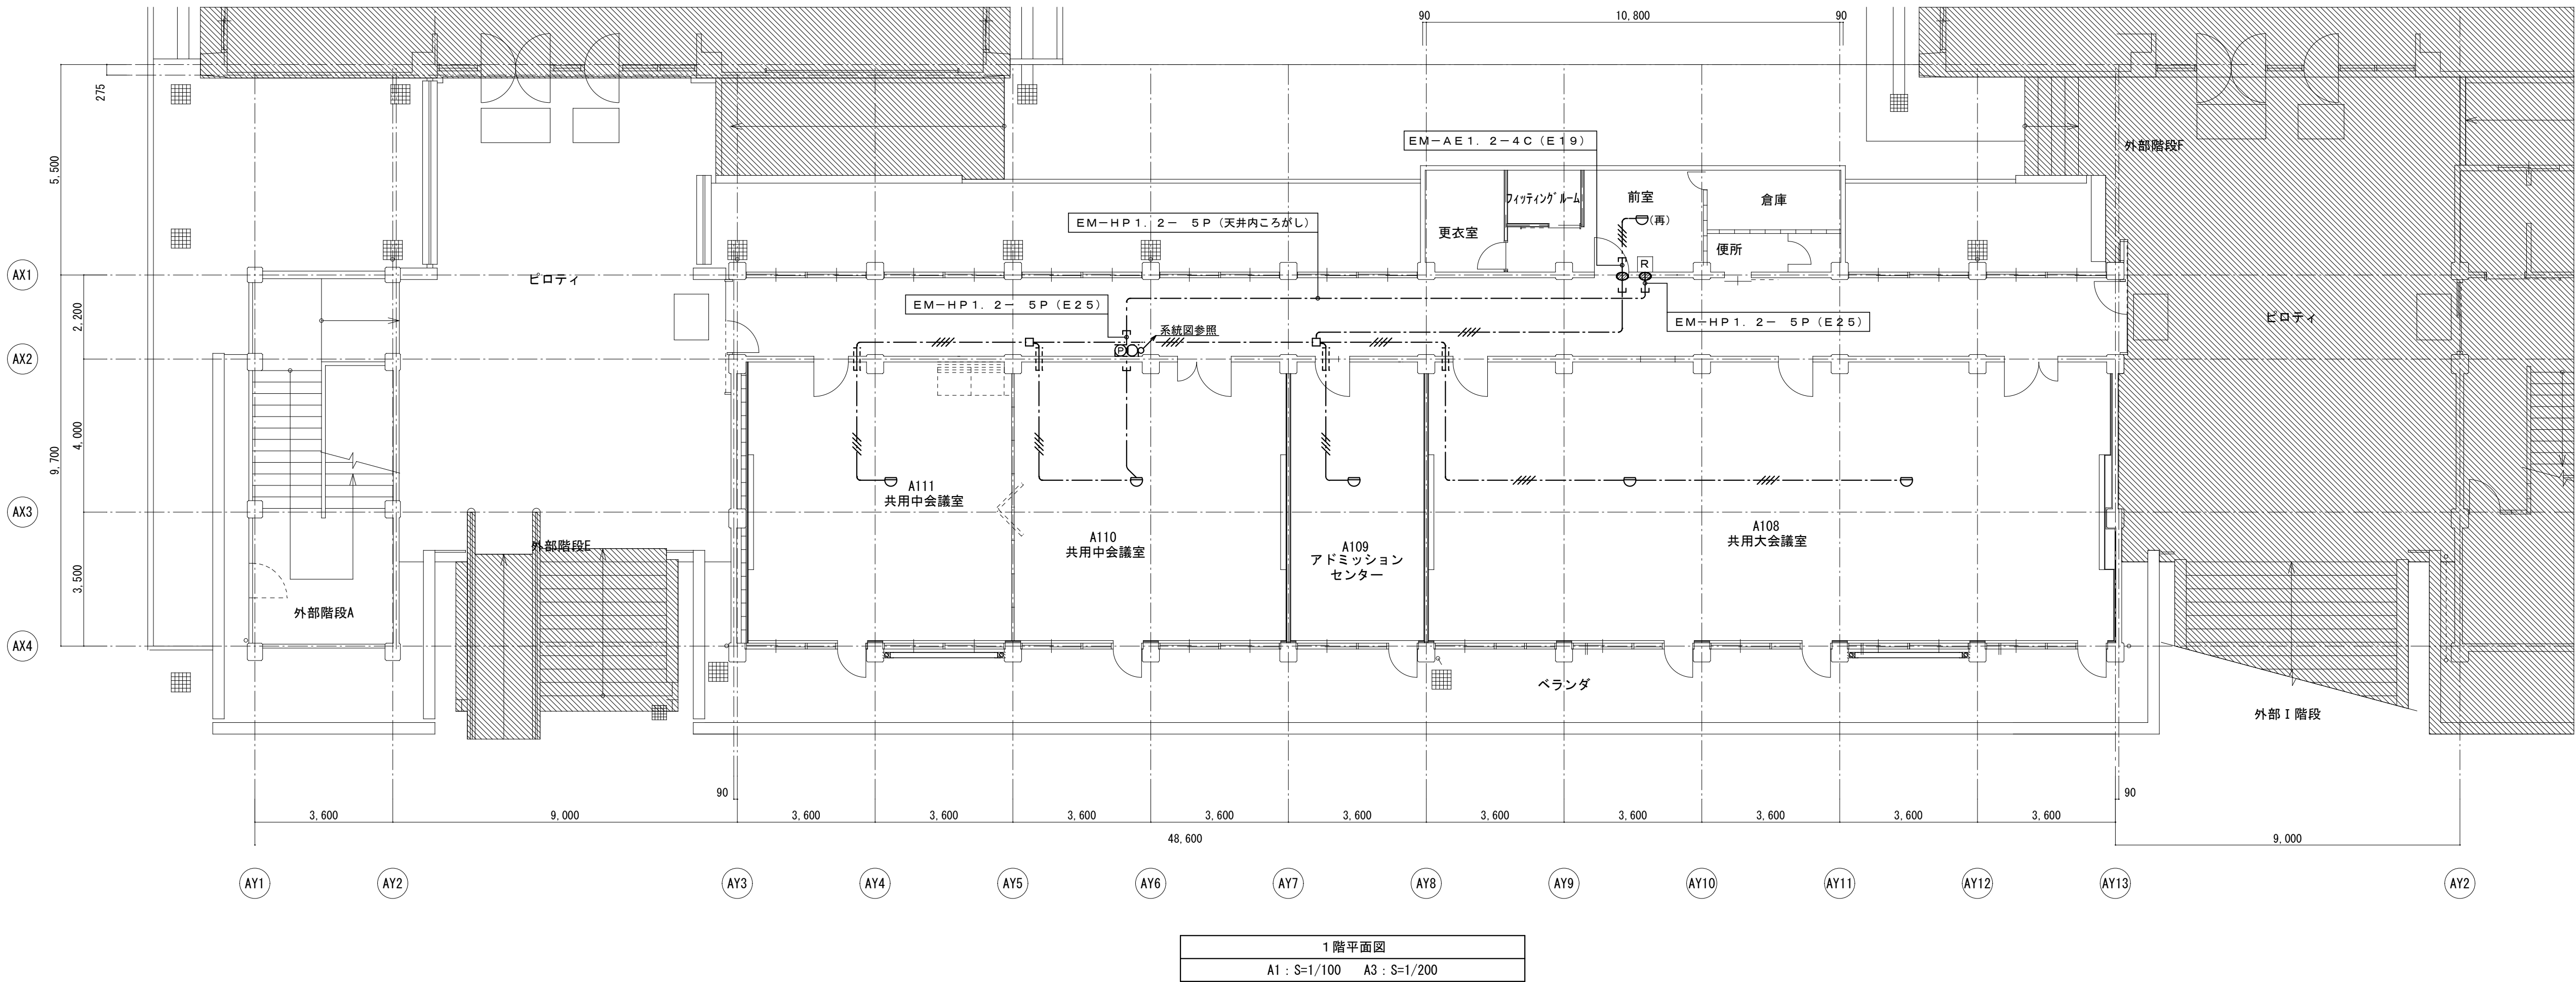 90
10,800
90
275
5,500
EM-AE1.2-4C(E19)
外部階段F
フィッティングルーム
前室
倉庫
(再)
EM-HP1.2- 5P(天井内ころがし)
更衣室
便所
R
AX1
ピロティ
EM-HP1.2- 5P(E25)
2,200
EM-HP1.2- 5P(E25)
ピロティ
系統図参照
P
AX2
4,000
9,700
A111
共用中会議室
AX3
A108
共用大会議室
A110
共用中会議室
A109
アドミッション
センター
外部階段E
3,500
外部階段A
AX4
ベランダ
外部I階段
90
90
3,600
9,000
3,600
3,600
3,600
3,600
3,600
3,600
3,600
3,600
3,600
3,600
48,600
9,000
AY1
AY2
AY3
AY4
AY5
AY6
AY7
AY8
AY9
AY10
AY11
AY12
AY13
AY2
1階平面図
A1:S=1/100 A3:S=1/200